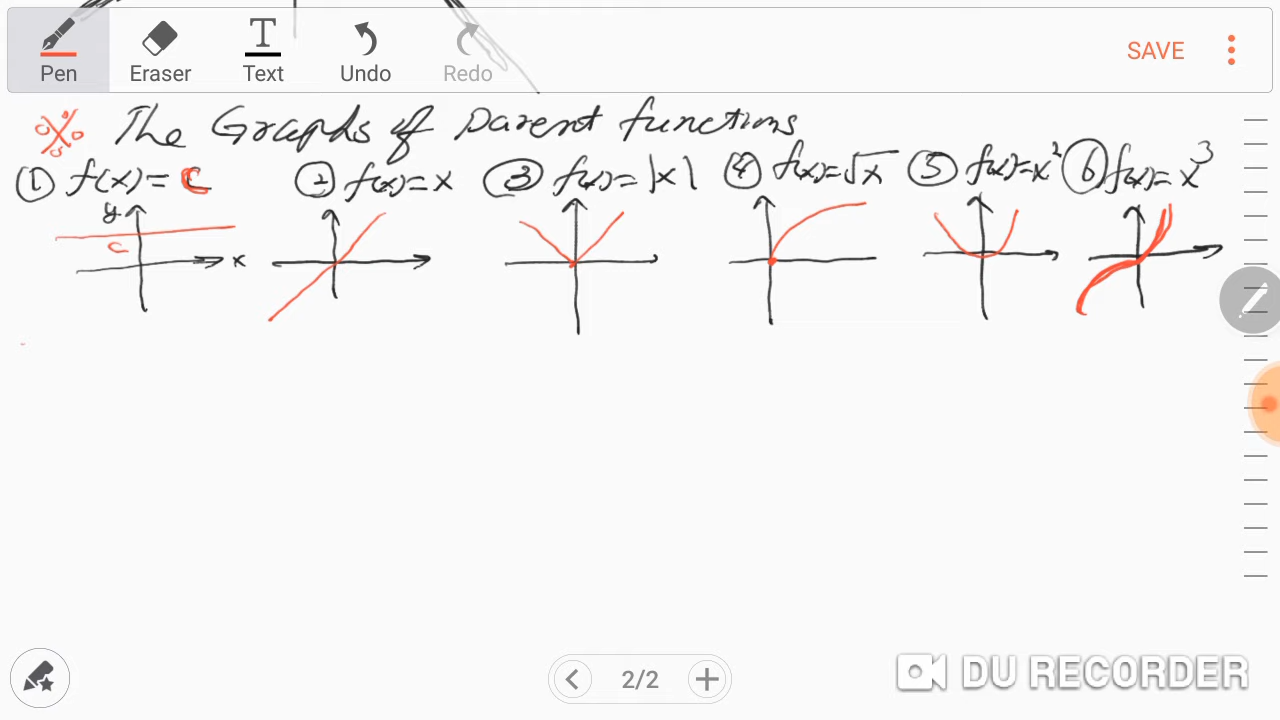 Pen
Eraser
T
Text
Undo
Redo
SAVE
The Graphs of Parent functions
① f(x) = c ② f(x) = x ③ f(x) = |x| ④ f(x) = √x ⑤ f(x) = x² ⑥ f(x) = x³
y
c
x
2/2
DU RECORDER